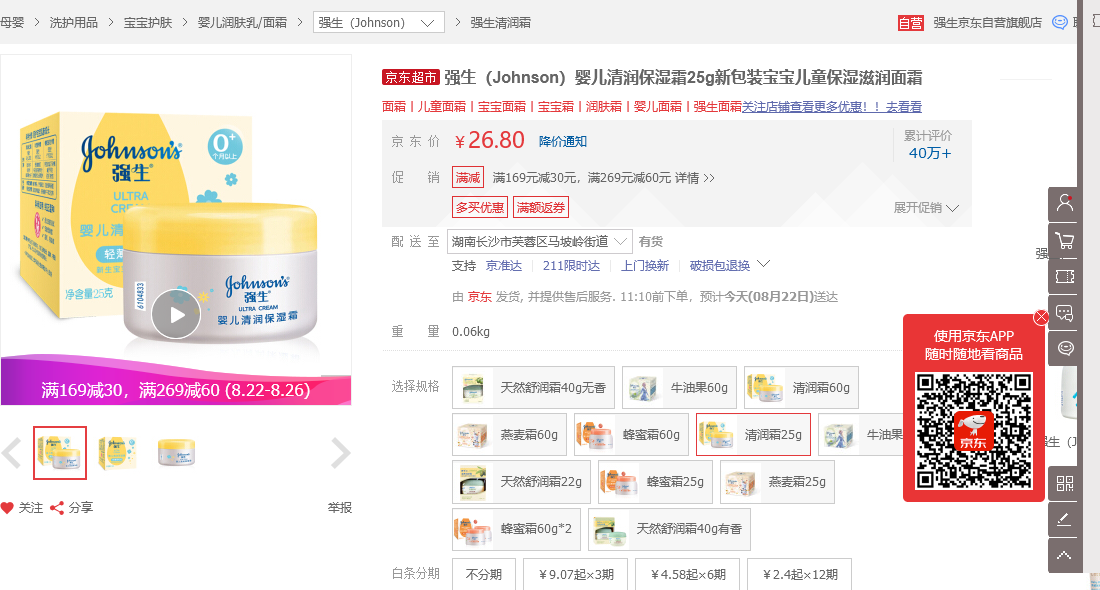 母婴 > 洗护用品 > 宝宝护肤 > 婴儿润肤乳/面霜 > 强生（Johnson） > 强生清润霜
自营 强生京东自营旗舰店
京东超市 强生（Johnson）婴儿清润保湿霜25g新包装宝宝儿童保湿滋润面霜
面霜丨儿童面霜丨宝宝面霜丨宝宝霜丨润肤霜丨婴儿面霜丨强生面霜关注店铺查看更多优惠！！去看看
京东价 ￥26.80 降价通知
累计评价
40万+
促销 满减 满169元减30元，满269元减60元 详情 >>
多买优惠 满额返券
展开促销
配送至 湖南长沙市芙蓉区马坡岭街道 有货
支持 京准达 211限时达 上门换新 破损包退换
由 京东 发货, 并提供售后服务. 11:10前下单，预计今天(08月22日)送达
重量 0.06kg
选择规格 天然舒润霜40g无香 牛油果60g 清润霜60g
燕麦霜60g 蜂蜜霜60g 清润霜25g 牛油果
天然舒润霜22g 蜂蜜霜25g 燕麦霜25g
蜂蜜霜60g*2 天然舒润霜40g有香
白条分期 不分期 ￥9.07起×3期 ￥4.58起×6期 ￥2.4起×12期
Johnson's
强生
ULTRA
CRE
婴儿清
轻薄
净含量25克
0+
个月以上
6104833
Johnson's
强生
ULTRA CREAM
婴儿清润保湿霜
满169减30，满269减60 (8.22-8.26)
关注 分享 举报
使用京东APP
随时随地看商品
京东
强
强生（J